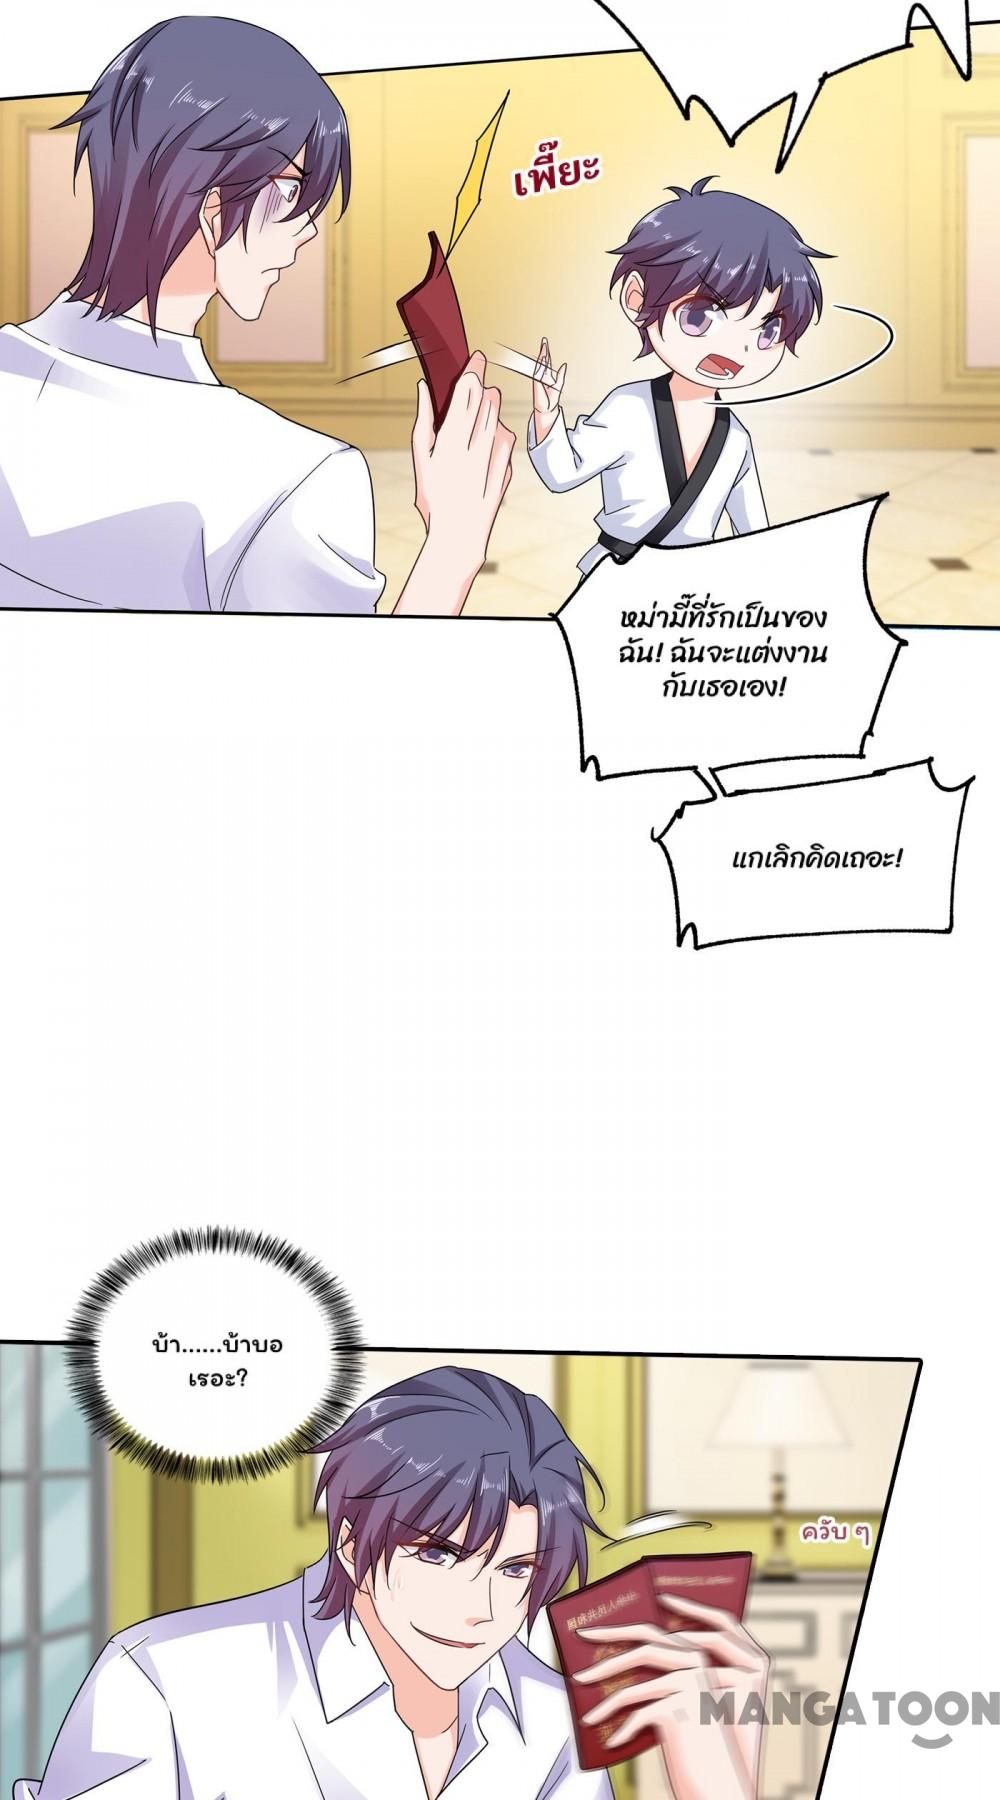 เพี๊ยะ
หม่ามี๊ที่รักเป็นของ
ฉัน! ฉันจะแต่งงาน
กับเธอเอง!
แกเลิกคิดเถอะ!
บ้า......บ้าบอ
เรอะ?
ควับ ๆ
MANGATOON